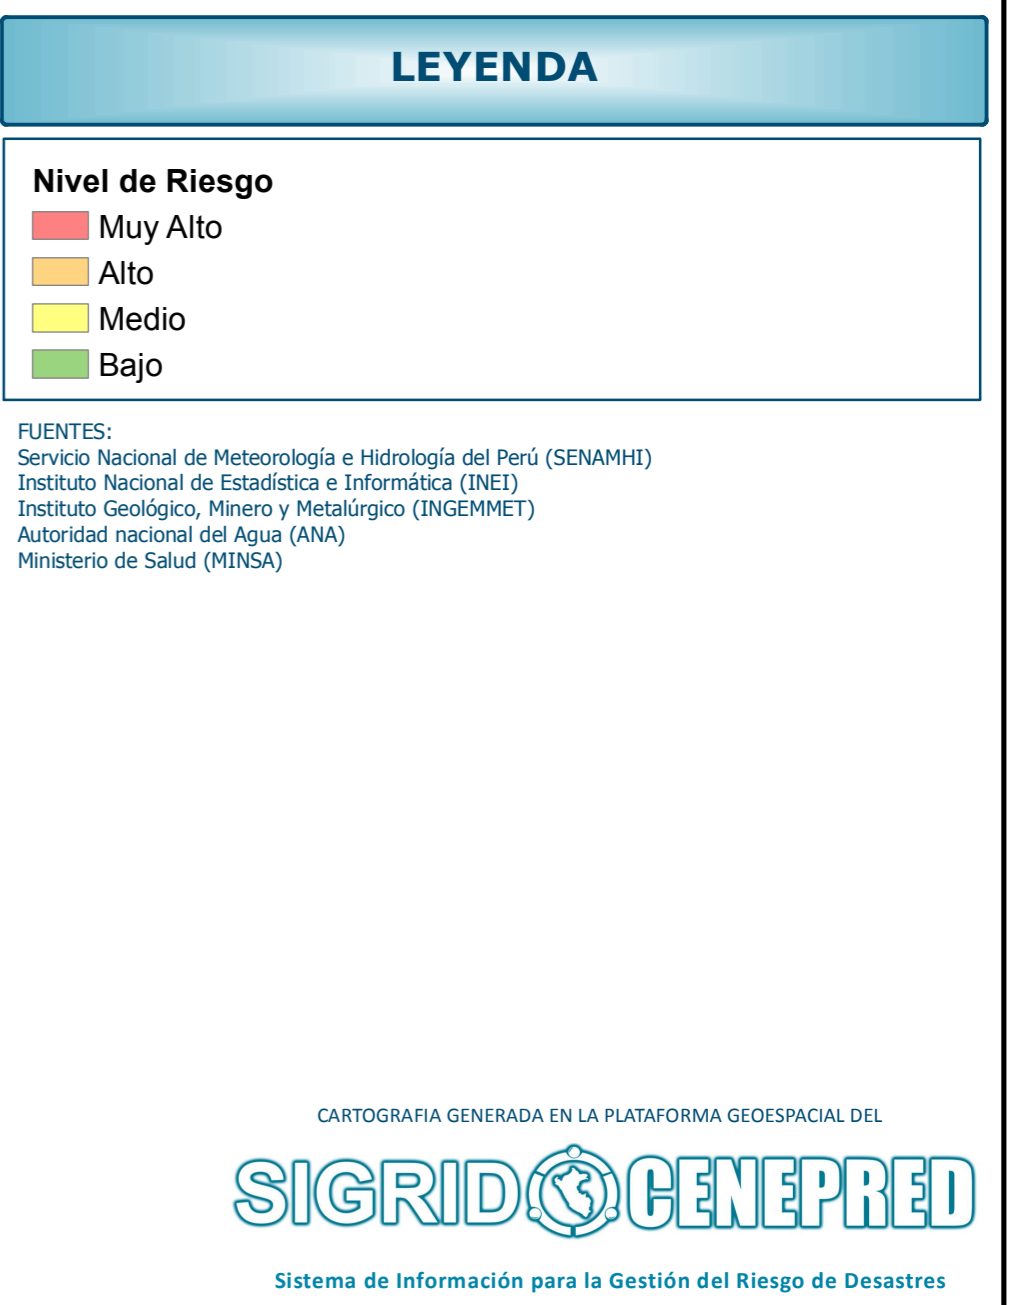 LEYENDA
Nivel de Riesgo
Muy Alto
Alto
Medio
Bajo
FUENTES:
Servicio Nacional de Meteorología e Hidrología del Perú (SENAMHI)
Instituto Nacional de Estadística e Informática (INEI)
Instituto Geológico, Minero y Metalúrgico (INGEMMET)
Autoridad nacional del Agua (ANA)
Ministerio de Salud (MINSA)
CARTOGRAFIA GENERADA EN LA PLATAFORMA GEOESPACIAL DEL
SIGRID CENEPRED
Sistema de Información para la Gestión del Riesgo de Desastres